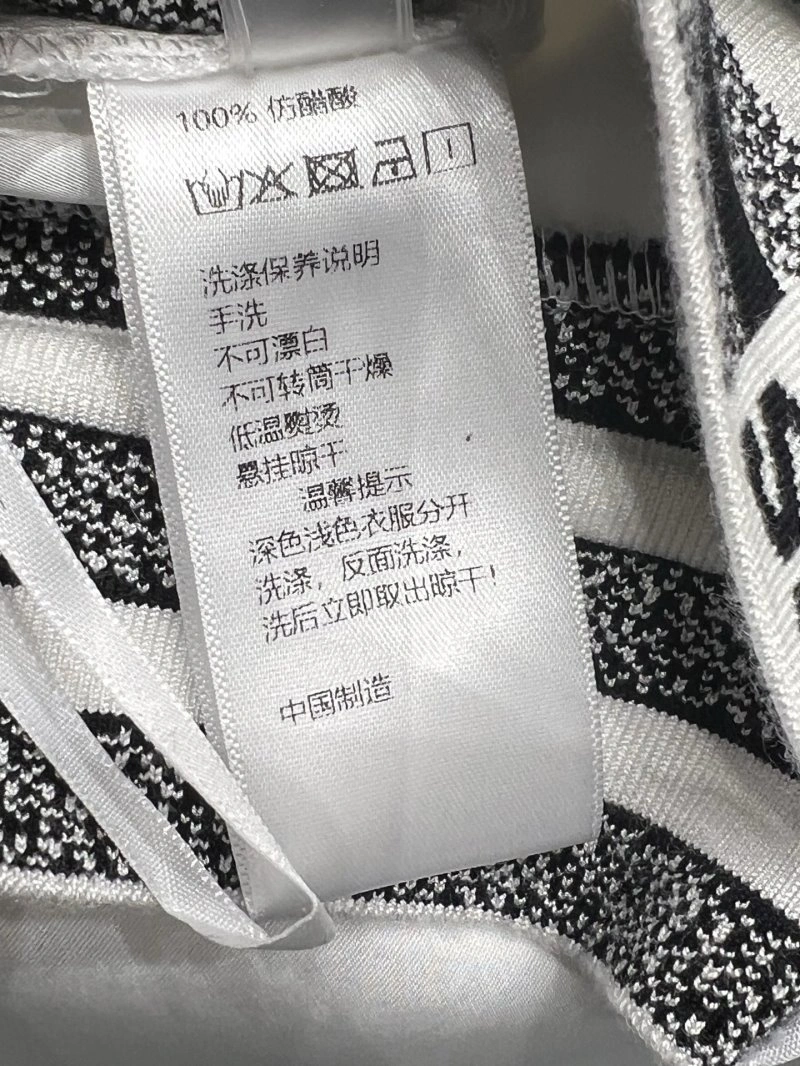 100% 仿醋酸
洗涤保养说明
手洗
不可漂白
不可转筒干燥
低温熨烫
悬挂晾干
温馨提示
深色浅色衣服分开
洗涤，反面洗涤，
洗后立即取出晾干！
中国制造